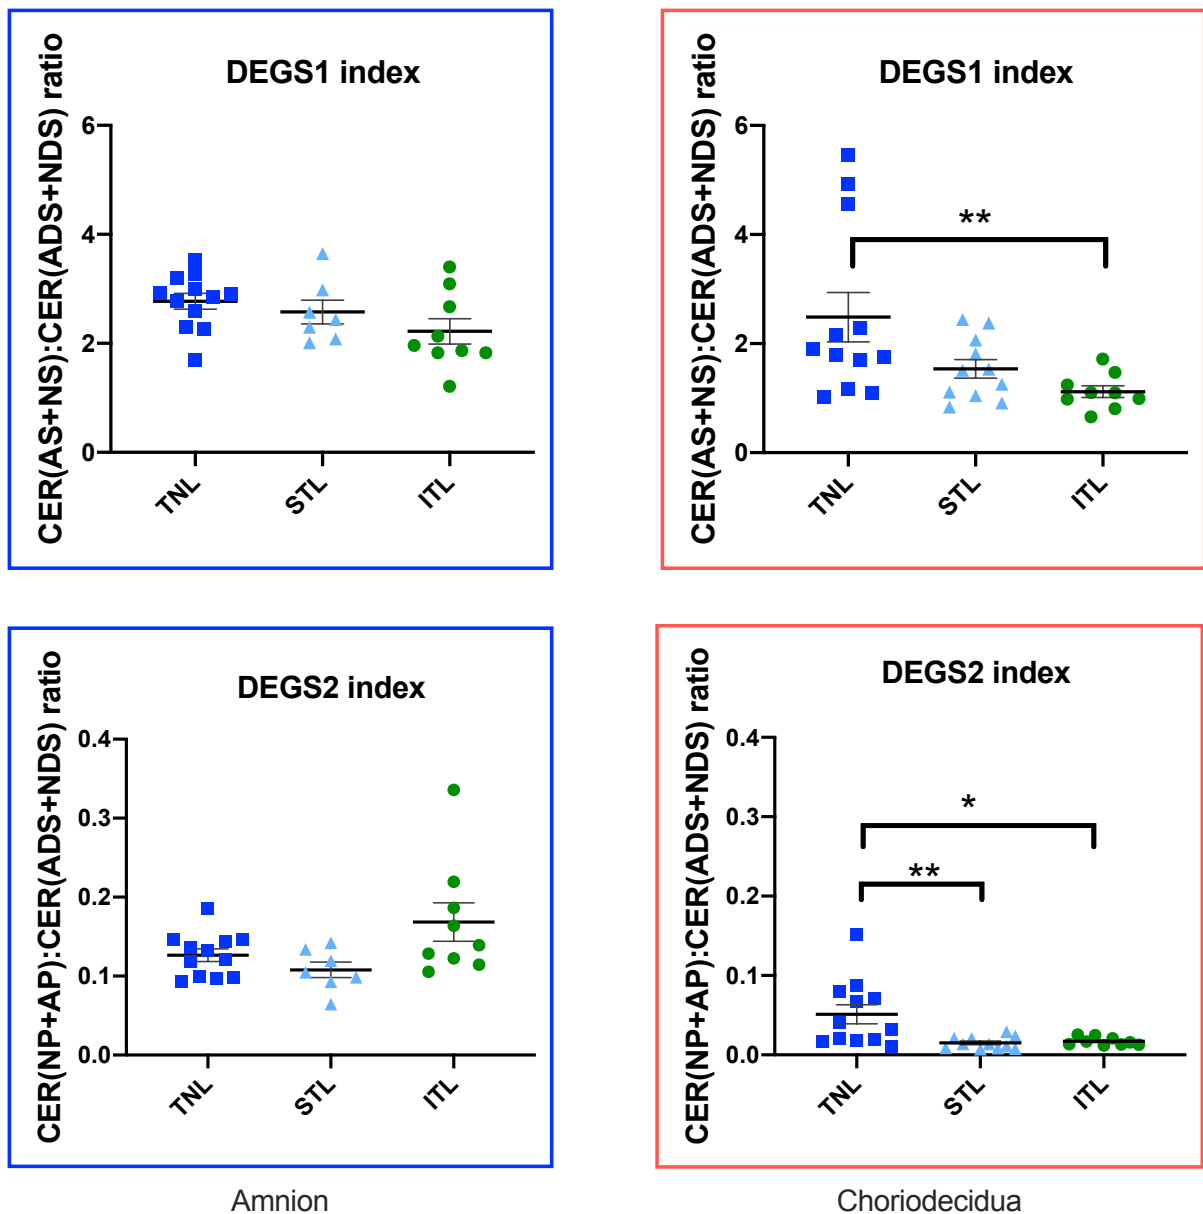 DEGS1 index
CER(AS+NS):CER(ADS+NDS) ratio
6
4
2
0
TNL
STL
ITL
DEGS1 index
CER(AS+NS):CER(ADS+NDS) ratio
6
4
2
0
**
TNL
STL
ITL
DEGS2 index
CER(NP+AP):CER(ADS+NDS) ratio
0.4
0.3
0.2
0.1
0.0
TNL
STL
ITL
DEGS2 index
CER(NP+AP):CER(ADS+NDS) ratio
0.4
0.3
0.2
0.1
0.0
*
**
TNL
STL
ITL
Amnion
Choriodecidua